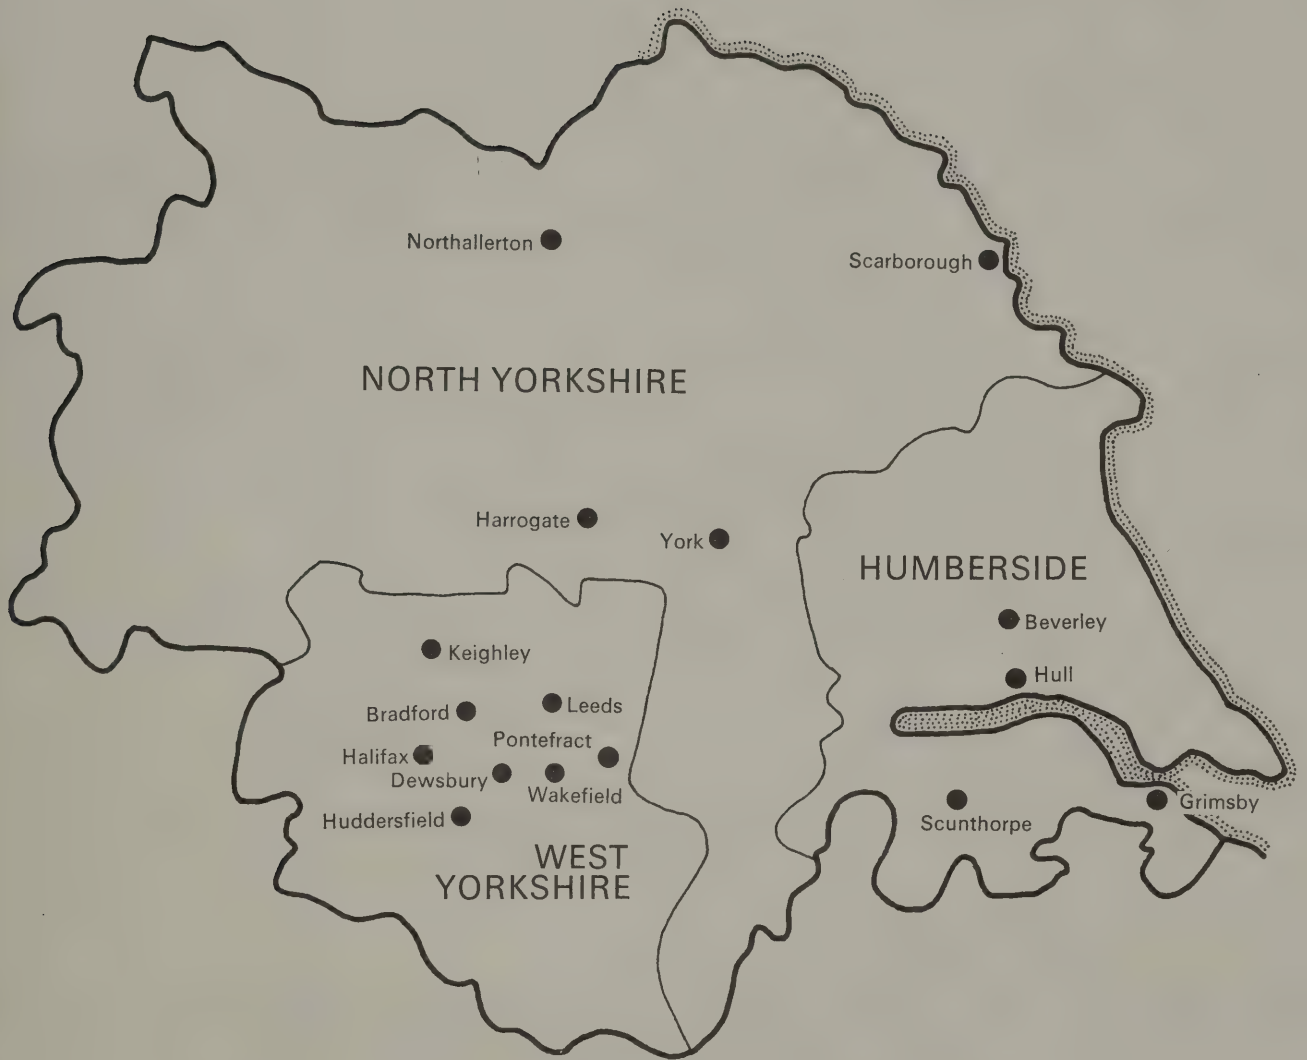 Northallerton
Scarborough
NORTH YORKSHIRE
Harrogate
York
HUMBERSIDE
Beverley
Keighley
Hull
Bradford
Leeds
Pontefract
Halifax
Dewsbury
Wakefield
Grimsby
Huddersfield
Scunthorpe
WEST
YORKSHIRE